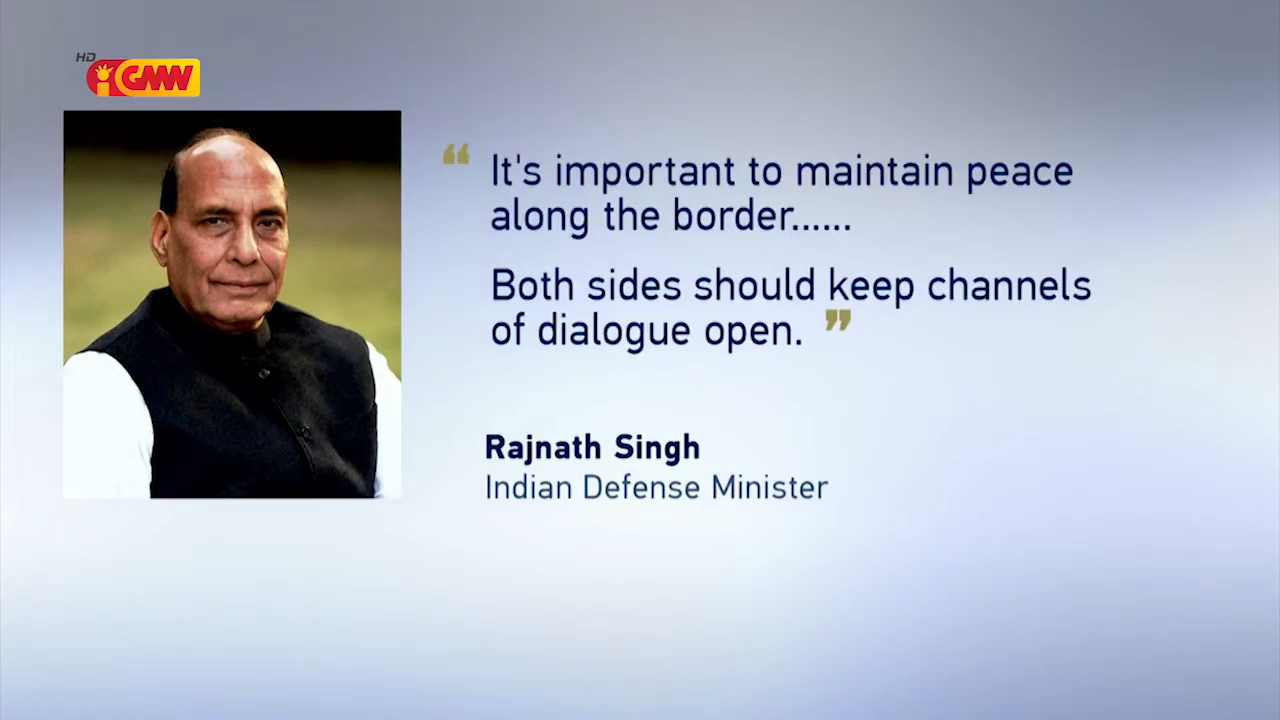 HD
iGMW
“ It's important to maintain peace
along the border......
Both sides should keep channels
of dialogue open. ”
Rajnath Singh
Indian Defense Minister